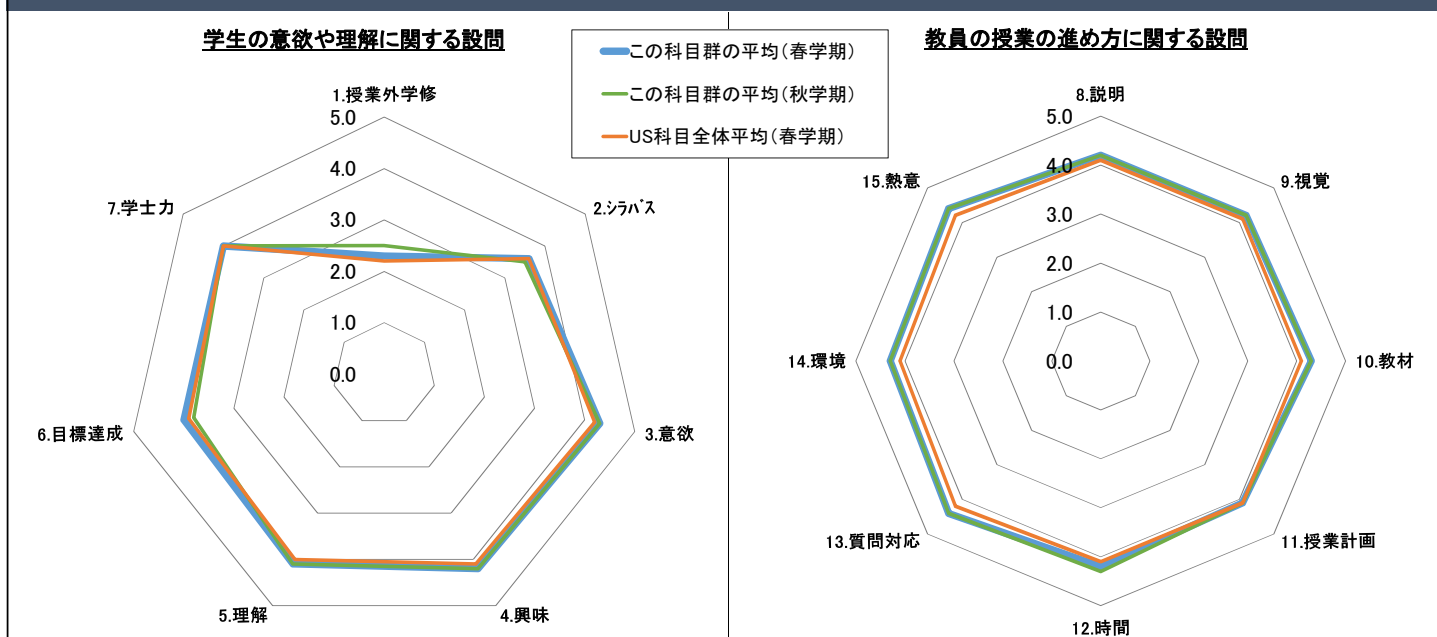 学生の意欲や理解に関する設問
この科目群の平均(春学期)
この科目群の平均(秋学期)
US科目全体平均(春学期)
教員の授業の進め方に関する設問
1.授業外学修
5.0
4.0
3.0
2.0
1.0
0.0
2.シラバス
3.意欲
4.興味
5.理解
6.目標達成
7.学士力
8.説明
5.0
4.0
3.0
2.0
1.0
0.0
9.視覚
10.教材
11.授業計画
12.時間
13.質問対応
14.環境
15.熱意